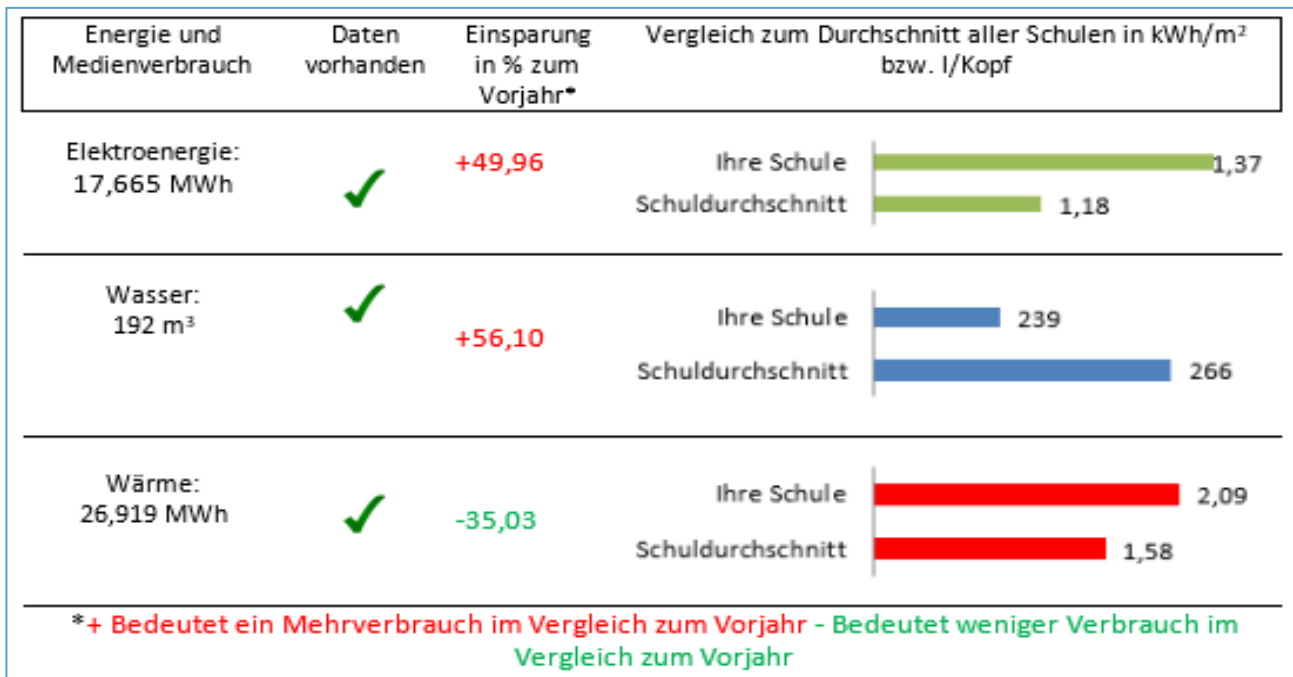 Energie und Medienverbrauch
Daten vorhanden
Einsparung in % zum Vorjahr*
Vergleich zum Durchschnitt aller Schulen in kWh/m² bzw. l/Kopf
Elektroenergie:
17,665 MWh
✓
+49,96
Ihre Schule
1,37
Schuldurchschnitt
1,18
Wasser:
192 m³
✓
+56,10
Ihre Schule
239
Schuldurchschnitt
266
Wärme:
26,919 MWh
✓
-35,03
Ihre Schule
2,09
Schuldurchschnitt
1,58
*+ Bedeutet ein Mehrverbrauch im Vergleich zum Vorjahr - Bedeutet weniger Verbrauch im
Vergleich zum Vorjahr